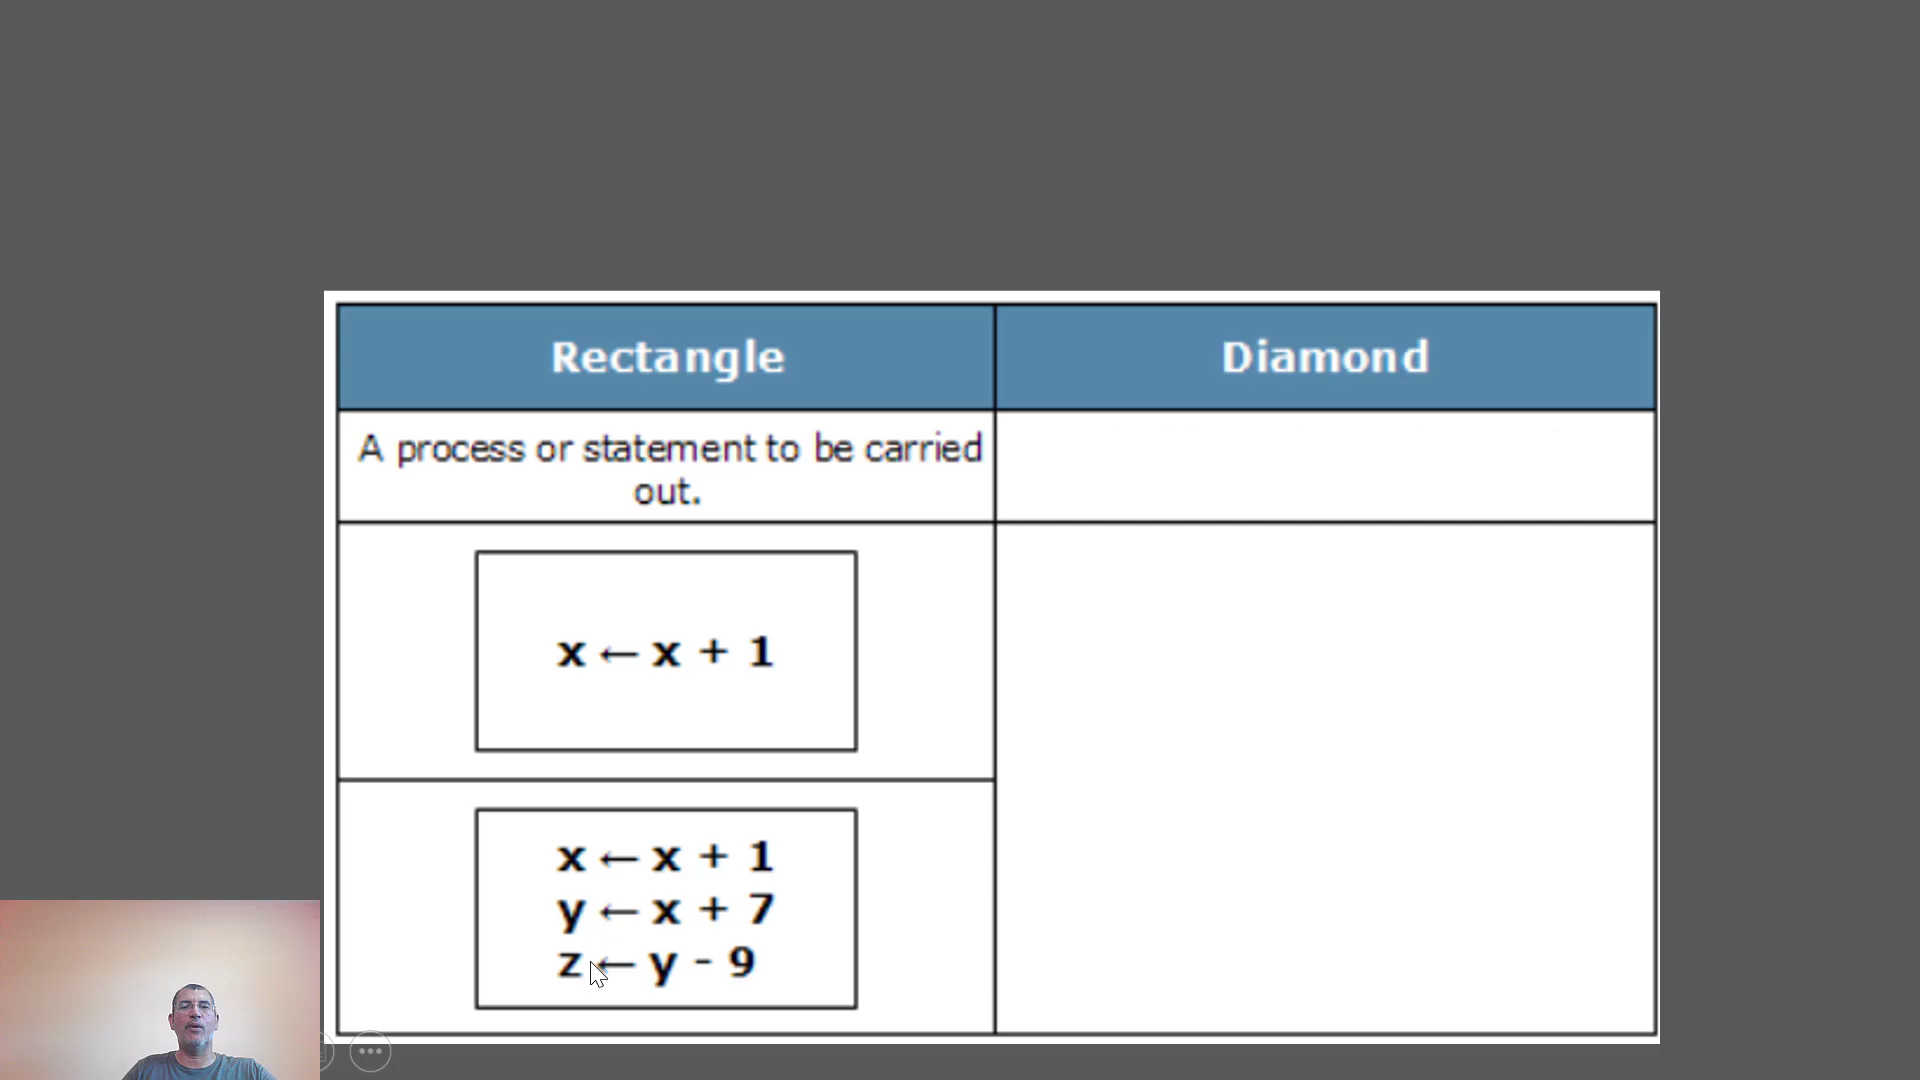 Rectangle
Diamond
A process or statement to be carried
out.
x ← x + 1
x ← x + 1
y ← x + 7
z ← y - 9